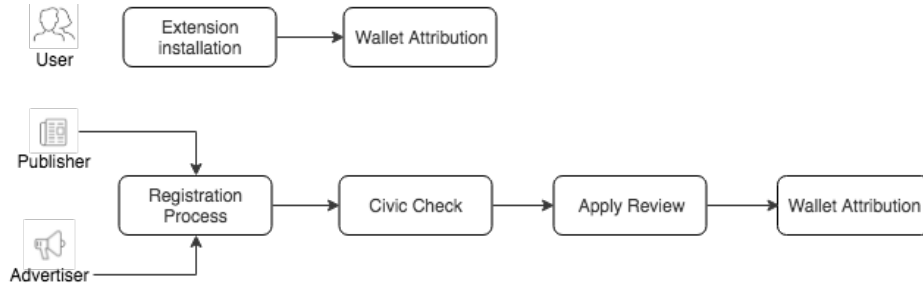 User
Extension
installation
Wallet Attribution
Publisher
Advertiser
Registration
Process
Civic Check
Apply Review
Wallet Attribution